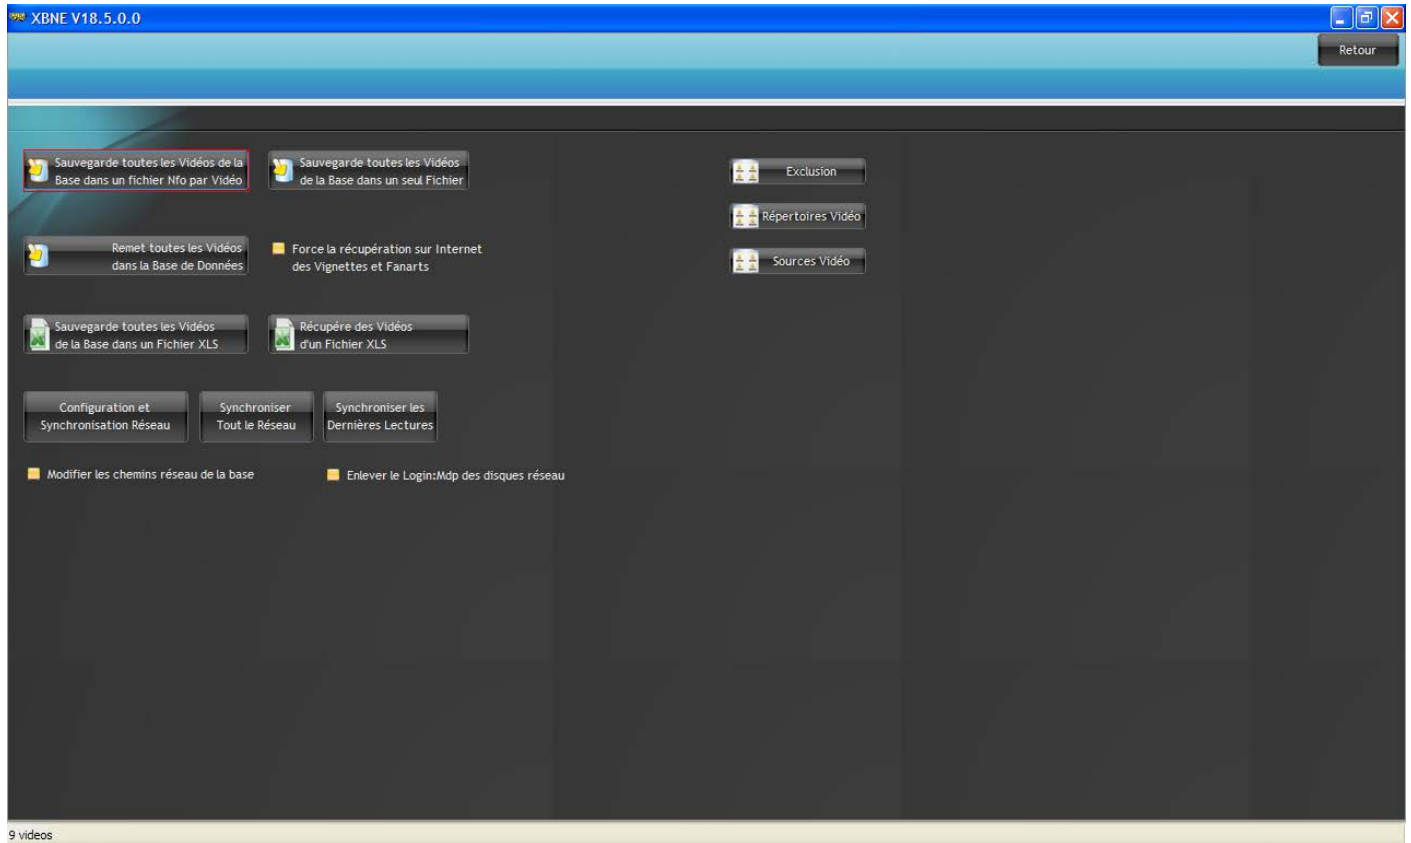 XBNE V18.5.0.0
Retour
Sauvegarde toutes les Vidéos de la
Base dans un fichier Nfo par Vidéo
Sauvegarde toutes les Vidéos
de la Base dans un seul Fichier
Exclusion
Répertoires Vidéo
Remet toutes les Vidéos
dans la Base de Données
Force la récupération sur Internet
des Vignettes et Fanarts
Sources Vidéo
Sauvegarde toutes les Vidéos
de la Base dans un Fichier XLS
Récupére des Vidéos
d'un Fichier XLS
Configuration et
Synchronisation Réseau
Synchroniser
Tout le Réseau
Synchroniser les
Dernières Lectures
Modifier les chemins réseau de la base
Enlever le Login:Mdp des disques réseau
9 videos